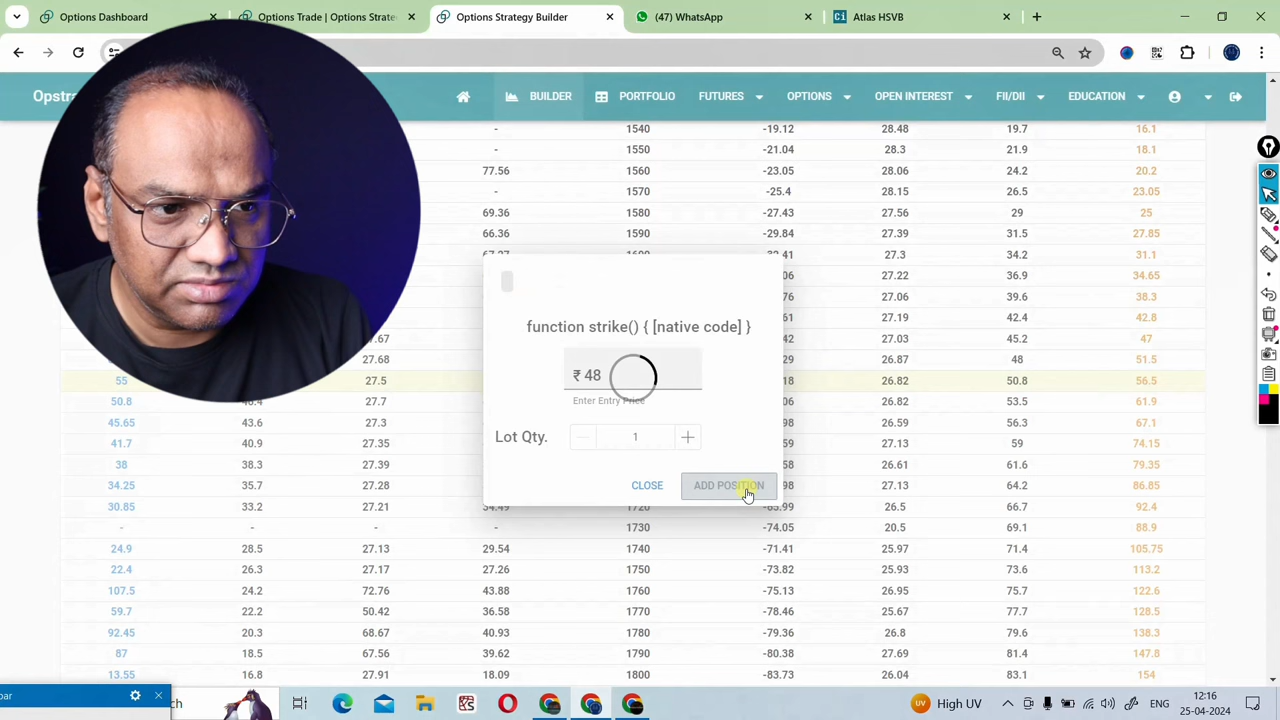 Options Dashboard
Options Trade | Options Strate
Options Strategy Builder
(47) WhatsApp
Atlas HSVB
Opstra
BUILDER
PORTFOLIO
FUTURES
OPTIONS
OPEN INTEREST
FII/DII
EDUCATION
- 1540 -19.12 28.48 19.7 16.1
- 1550 -21.04 28.3 21.9 18.1
77.56 1560 -23.05 28.06 24.2 20.2
- 1570 -25.4 28.15 26.5 23.05
69.36 1580 -27.43 27.56 29 25
66.36 1590 -29.84 27.39 31.5 27.85
27.3 34.2 31.1
27.22 36.9 34.65
27.06 39.6 38.3
27.19 42.4 42.8
27.03 45.2 47
27.68 26.87 48 51.5
55 27.5 26.82 50.8 56.5
50.8 27.7 26.82 53.5 61.9
45.65 43.6 27.3 26.59 56.3 67.1
41.7 40.9 27.35 27.13 59 74.15
38 38.3 27.39 26.61 61.6 79.35
34.25 35.7 27.28 27.13 64.2 86.85
30.85 33.2 27.21 26.5 66.7 92.4
- - - - 1730 -74.05 20.5 69.1 88.9
24.9 28.5 27.13 29.54 1740 -71.41 25.97 71.4 105.75
22.4 26.3 27.17 27.26 1750 -73.82 25.93 73.6 113.2
107.5 24.2 72.76 43.88 1760 -75.13 26.95 75.7 122.6
59.7 22.2 50.42 36.58 1770 -78.46 25.67 77.7 128.5
92.45 20.3 68.67 40.93 1780 -79.36 26.8 79.6 138.3
87 18.5 67.56 39.62 1790 -80.38 27.69 81.4 147.8
13.55 16.8 27.91 18.09 1800 -83.73 26.04 83.1 154
function strike() { [native code] }
₹ 48
Enter Entry Price
Lot Qty.
1
CLOSE
ADD POSITION
High UV
ENG
12:16
25-04-2024